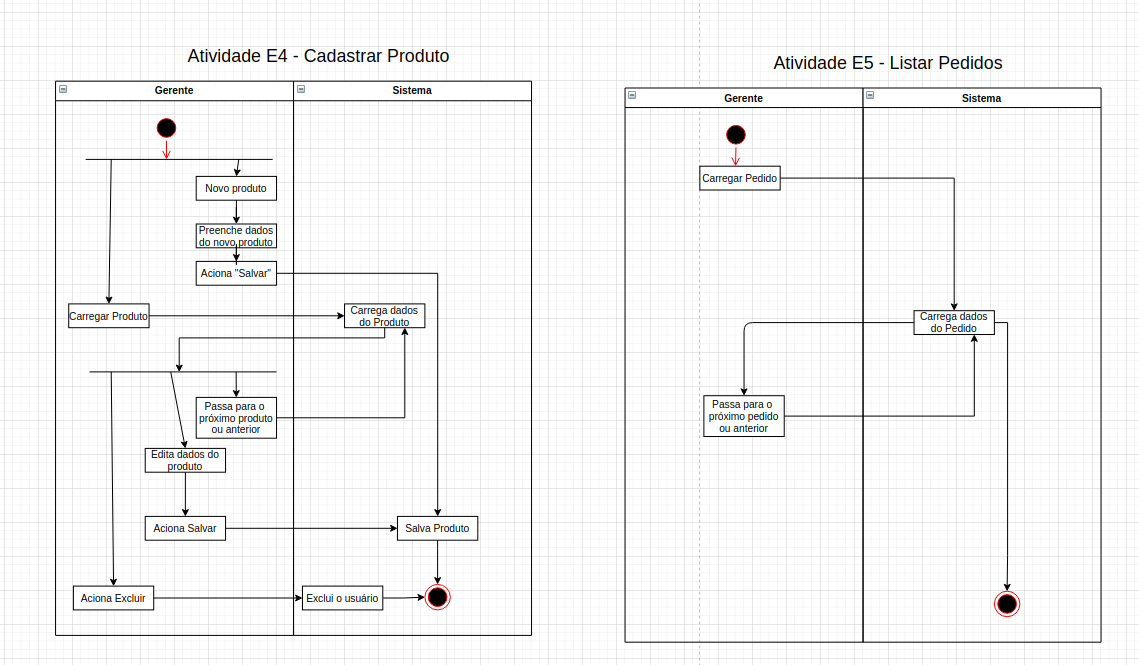 Atividade E4 - Cadastrar Produto
Gerente
Sistema
Novo produto
Preenche dados
do novo produto
Aciona "Salvar"
Carregar Produto
Carrega dados
do Produto
Passa para o
próximo produto
ou anterior
Edita dados do
produto
Aciona Salvar
Salva Produto
Aciona Excluir
Exclui o usuário
Atividade E5 - Listar Pedidos
Gerente
Sistema
Carregar Pedido
Carrega dados
do Pedido
Passa para o
próximo pedido
ou anterior